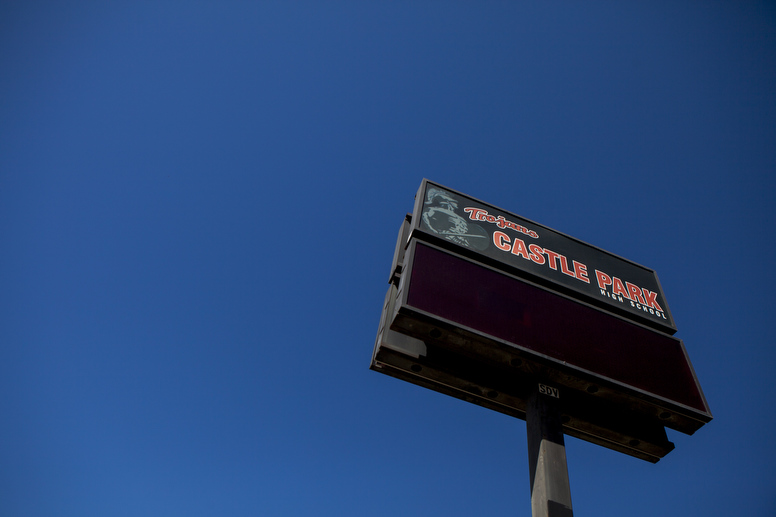 Trojans
CASTLE PARK
HIGH SCHOOL
SDV